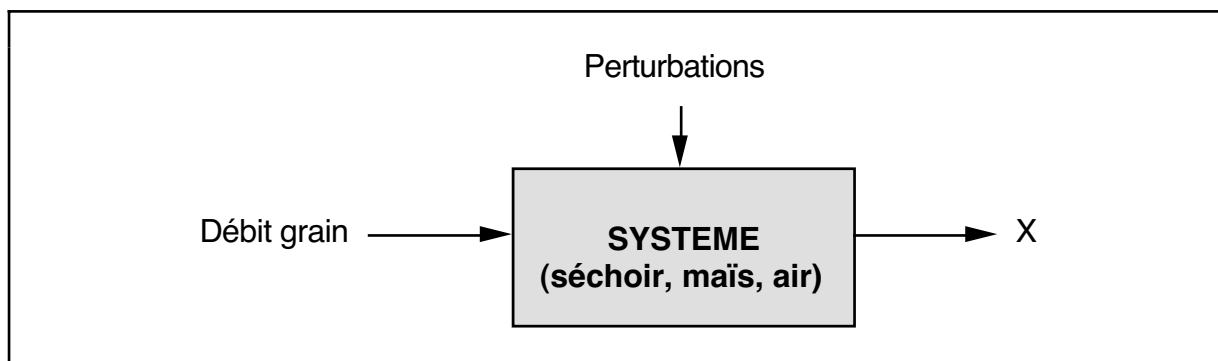 Perturbations
Débit grain
SYSTEME
(séchoir, maïs, air)
X